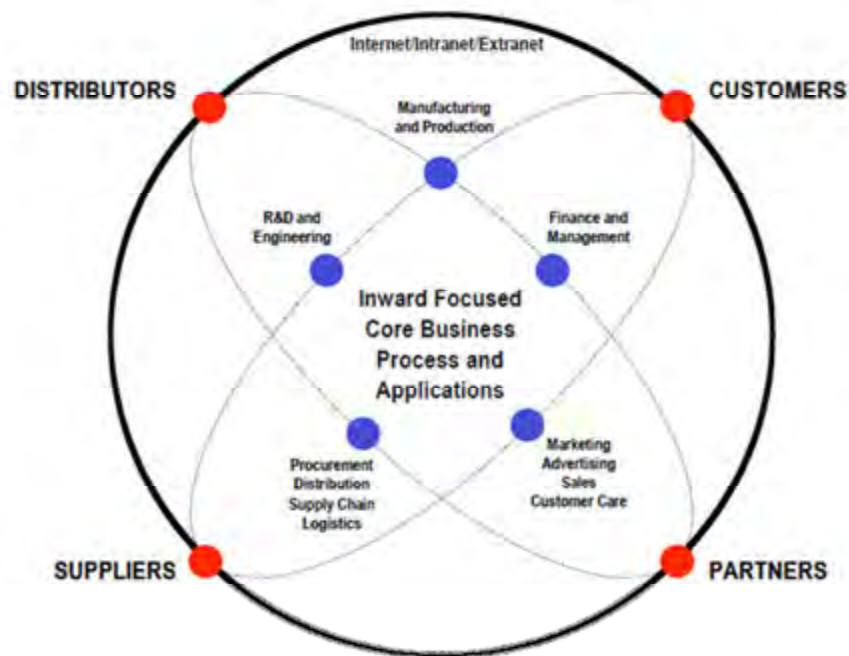 Internet/Intranet/Extranet
DISTRIBUTORS
CUSTOMERS
Manufacturing
and Production
R&D and
Engineering
Finance and
Management
Inward Focused
Core Business
Process and
Applications
Procurement
Distribution
Supply Chain
Logistics
Marketing
Advertising
Sales
Customer Care
SUPPLIERS
PARTNERS